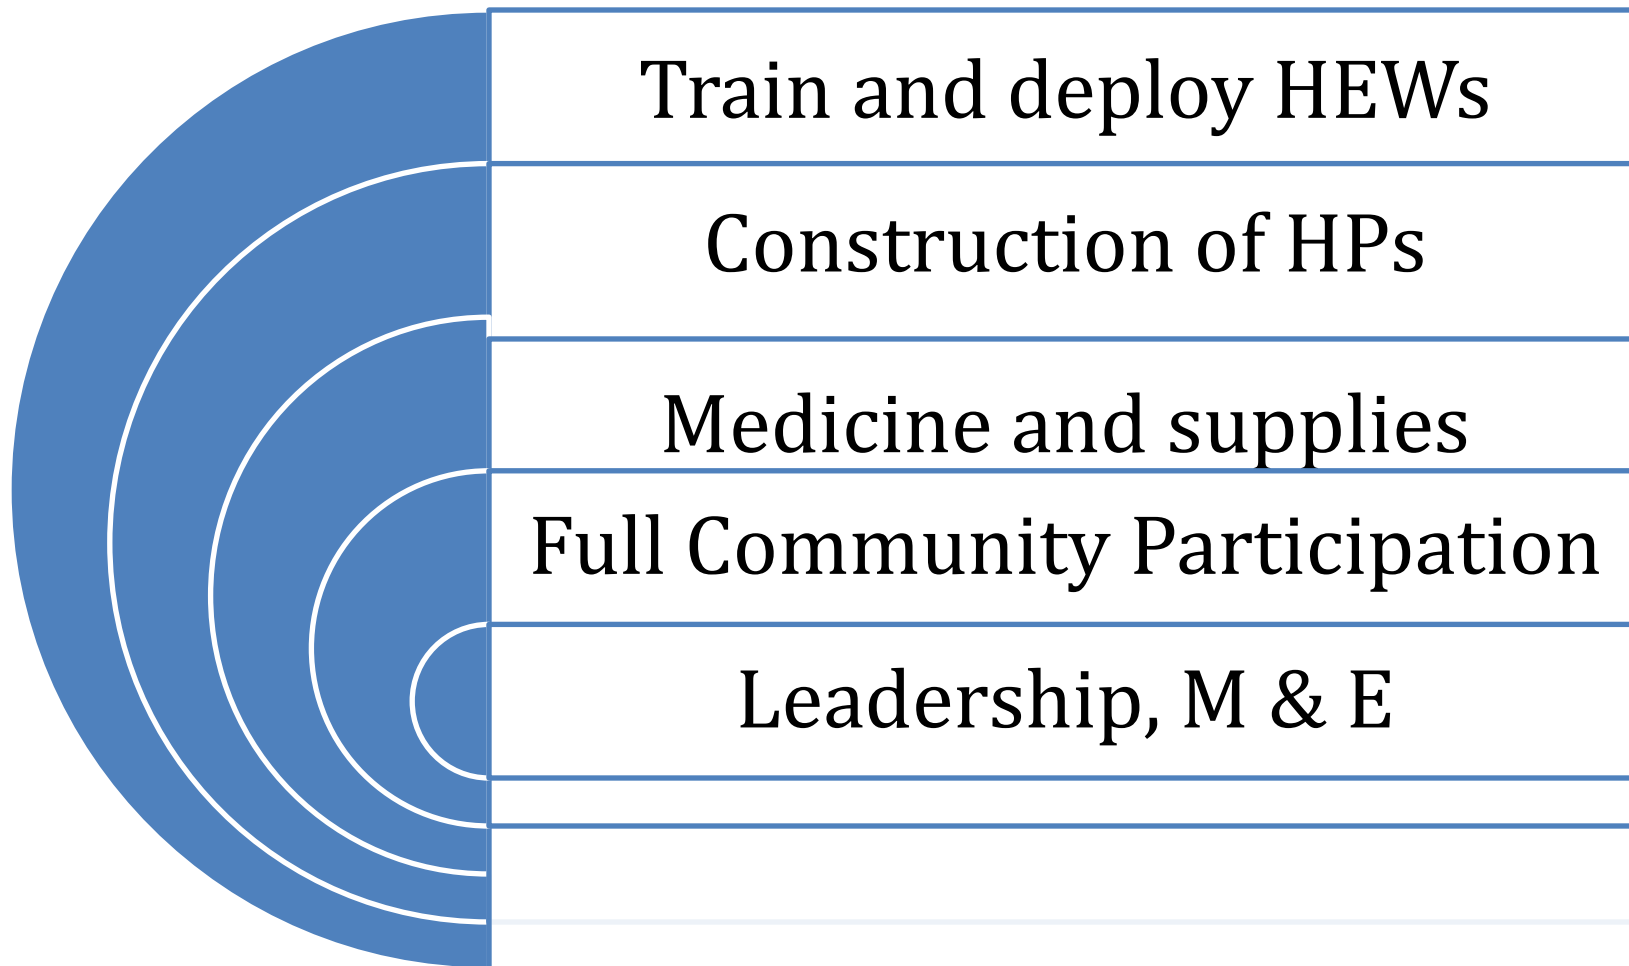 Train and deploy HEWs
Construction of HPs
Medicine and supplies
Full Community Participation
Leadership, M & E